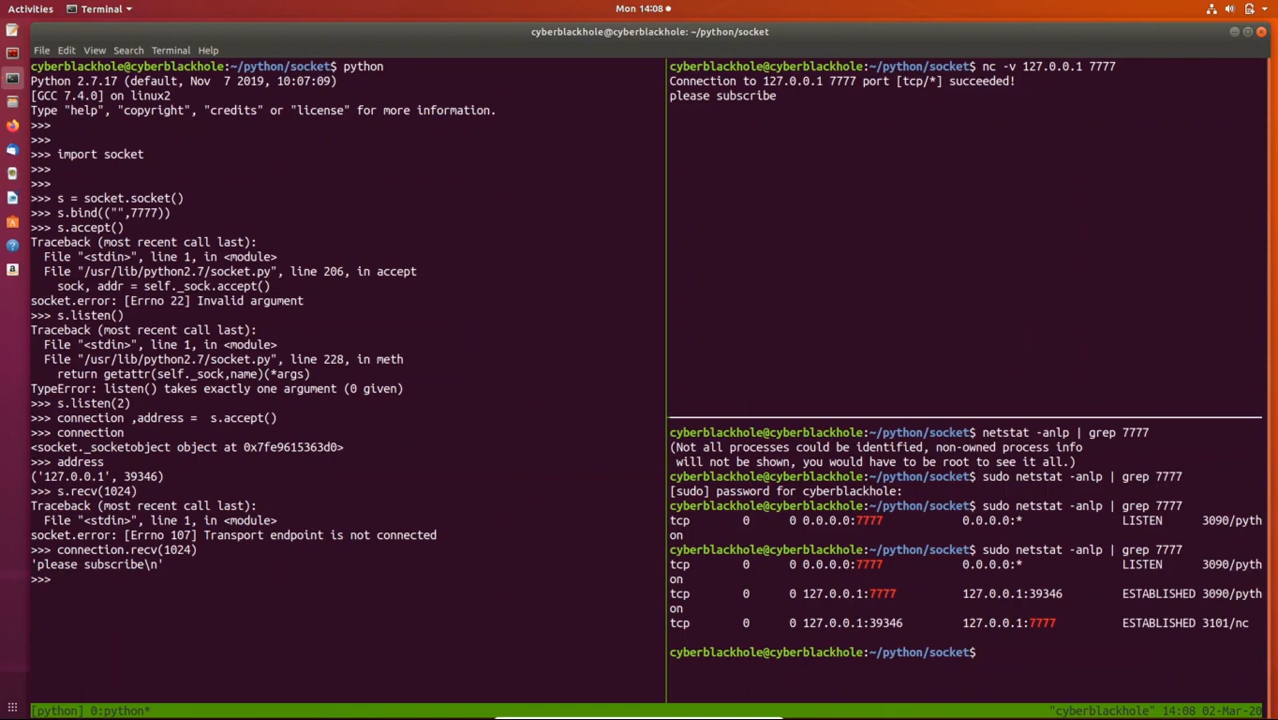 Activities
Terminal
Mon 14:08
cyberblackhole@cyberblackhole: ~/python/socket
File Edit View Search Terminal Help
cyberblackhole@cyberblackhole:~/python/socket$ python
Python 2.7.17 (default, Nov  7 2019, 10:07:09)
[GCC 7.4.0] on linux2
Type "help", "copyright", "credits" or "license" for more information.
>>>
>>>
>>> import socket
>>>
>>>
>>> s = socket.socket()
>>> s.bind(("",7777))
>>> s.accept()
Traceback (most recent call last):
  File "<stdin>", line 1, in <module>
  File "/usr/lib/python2.7/socket.py", line 206, in accept
    sock, addr = self._sock.accept()
socket.error: [Errno 22] Invalid argument
>>> s.listen()
Traceback (most recent call last):
  File "<stdin>", line 1, in <module>
  File "/usr/lib/python2.7/socket.py", line 228, in meth
    return getattr(self._sock,name)(*args)
TypeError: listen() takes exactly one argument (0 given)
>>> s.listen(2)
>>> connection ,address =  s.accept()
>>> connection
<socket._socketobject object at 0x7fe9615363d0>
>>> address
('127.0.0.1', 39346)
>>> s.recv(1024)
Traceback (most recent call last):
  File "<stdin>", line 1, in <module>
socket.error: [Errno 107] Transport endpoint is not connected
>>> connection.recv(1024)
'please subscribe\n'
>>>
cyberblackhole@cyberblackhole:~/python/socket$ nc -v 127.0.0.1 7777
Connection to 127.0.0.1 7777 port [tcp/*] succeeded!
please subscribe
cyberblackhole@cyberblackhole:~/python/socket$ netstat -anlp | grep 7777
(Not all processes could be identified, non-owned process info
 will not be shown, you would have to be root to see it all.)
cyberblackhole@cyberblackhole:~/python/socket$ sudo netstat -anlp | grep 7777
[sudo] password for cyberblackhole:
cyberblackhole@cyberblackhole:~/python/socket$ sudo netstat -anlp | grep 7777
tcp        0      0 0.0.0.0:7777            0.0.0.0:*               LISTEN      3090/pyth
on
cyberblackhole@cyberblackhole:~/python/socket$ sudo netstat -anlp | grep 7777
tcp        0      0 0.0.0.0:7777            0.0.0.0:*               LISTEN      3090/pyth
on
tcp        0      0 127.0.0.1:7777          127.0.0.1:39346         ESTABLISHED 3090/pyth
on
tcp        0      0 127.0.0.1:39346         127.0.0.1:7777          ESTABLISHED 3101/nc
cyberblackhole@cyberblackhole:~/python/socket$
[python] 0:python*
"cyberblackhole" 14:08 02-Mar-20